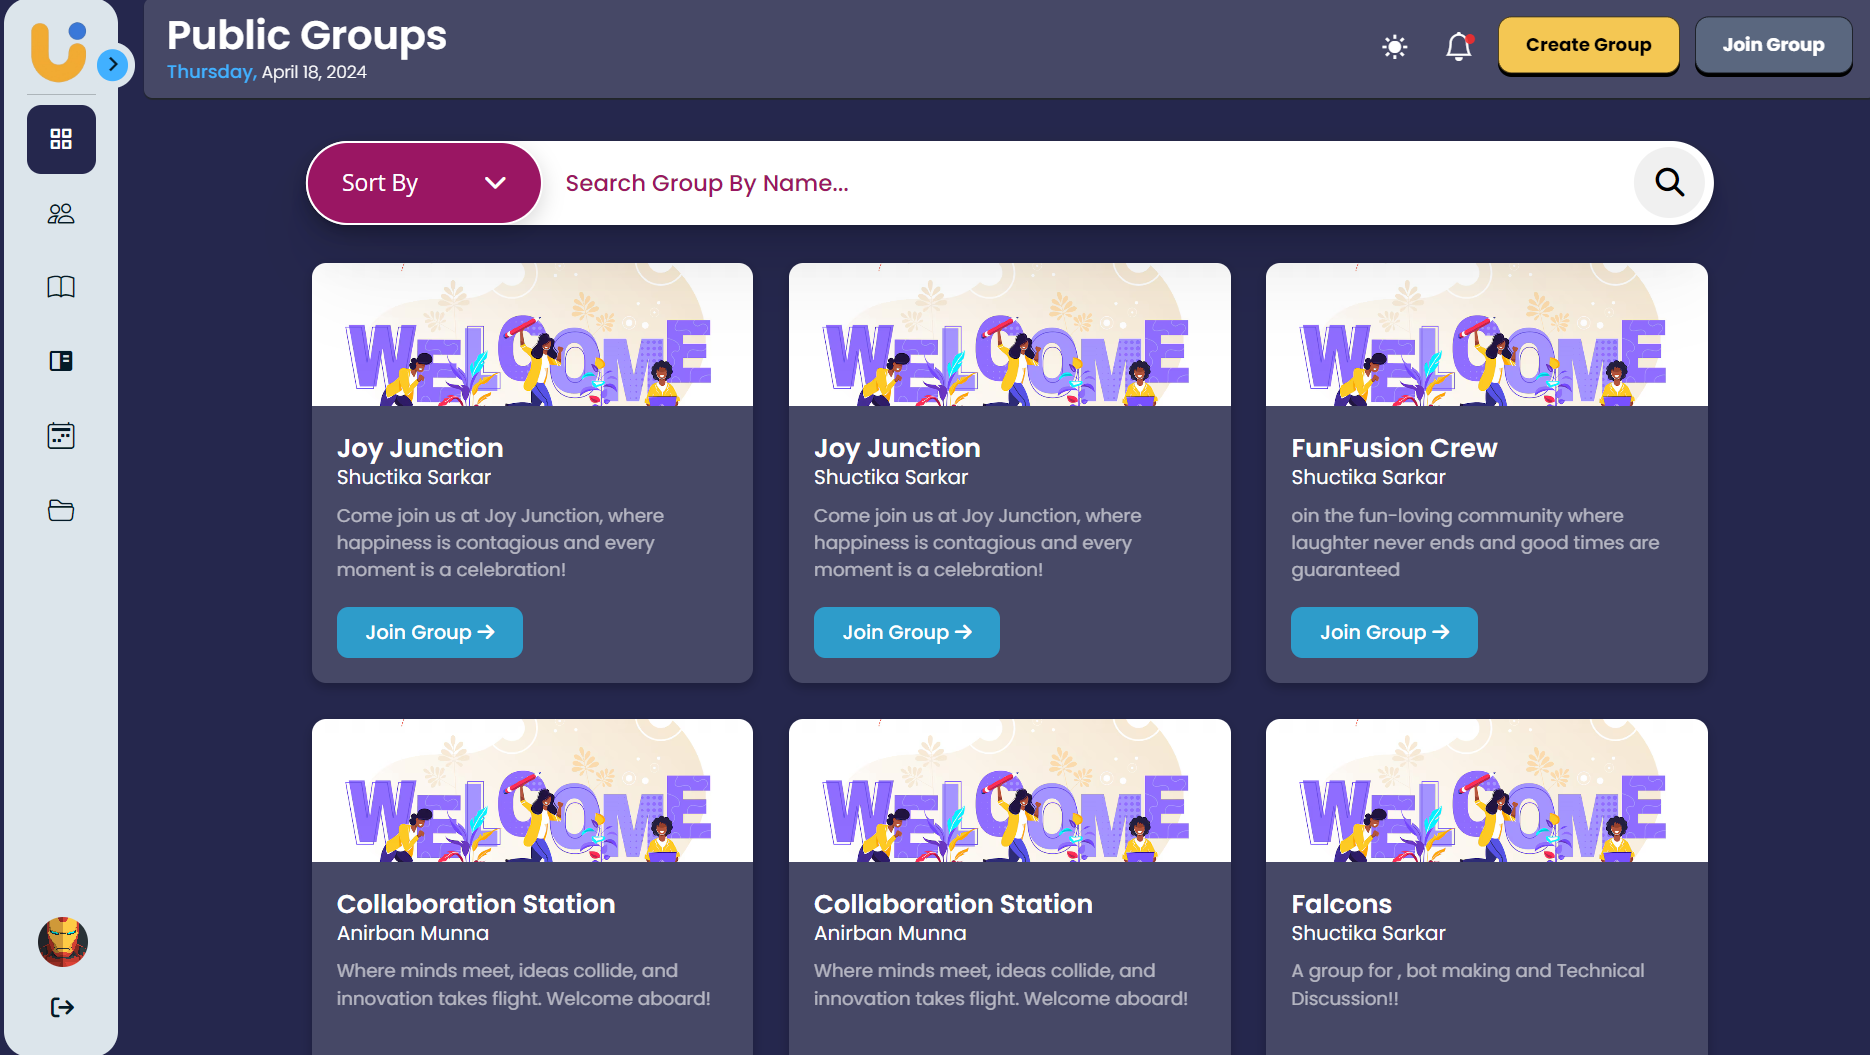 Public Groups
Thursday, April 18, 2024
Create Group
Join Group
Sort By
Search Group By Name...
WELCOME
WELCOME
WELCOME
Joy Junction
Shuctika Sarkar
Come join us at Joy Junction, where
happiness is contagious and every
moment is a celebration!
Join Group
Joy Junction
Shuctika Sarkar
Come join us at Joy Junction, where
happiness is contagious and every
moment is a celebration!
Join Group
FunFusion Crew
Shuctika Sarkar
oin the fun-loving community where
laughter never ends and good times are
guaranteed
Join Group
WELCOME
WELCOME
WELCOME
Collaboration Station
Anirban Munna
Where minds meet, ideas collide, and
innovation takes flight. Welcome aboard!
Collaboration Station
Anirban Munna
Where minds meet, ideas collide, and
innovation takes flight. Welcome aboard!
Falcons
Shuctika Sarkar
A group for , bot making and Technical
Discussion!!